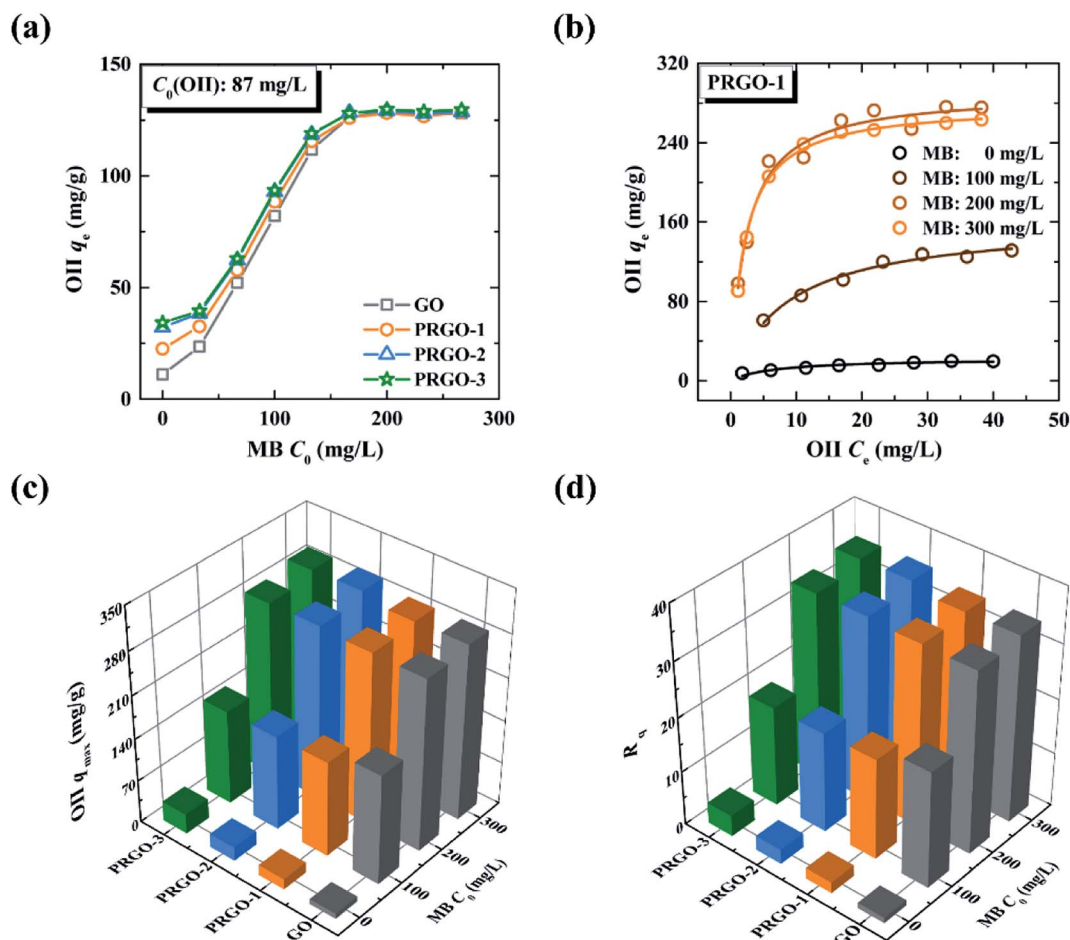 (a)
150
100
50
0
OII qₑ (mg/g)
C₀(OII): 87 mg/L
GO
PRGO-1
PRGO-2
PRGO-3
0
100
200
300
MB C₀ (mg/L)
(b)
320
240
160
80
0
OII qₑ (mg/g)
PRGO-1
MB: 0 mg/L
MB: 100 mg/L
MB: 200 mg/L
MB: 300 mg/L
0
10
20
30
40
50
OII Cₑ (mg/L)
(c)
350
280
210
140
70
0
OII q max (mg/g)
PRGO-3
PRGO-2
PRGO-1
GO
0
100
200
300
MB C₀ (mg/L)
(d)
40
30
20
10
0
R q
PRGO-3
PRGO-2
PRGO-1
GO
0
100
200
300
MB C₀ (mg/L)